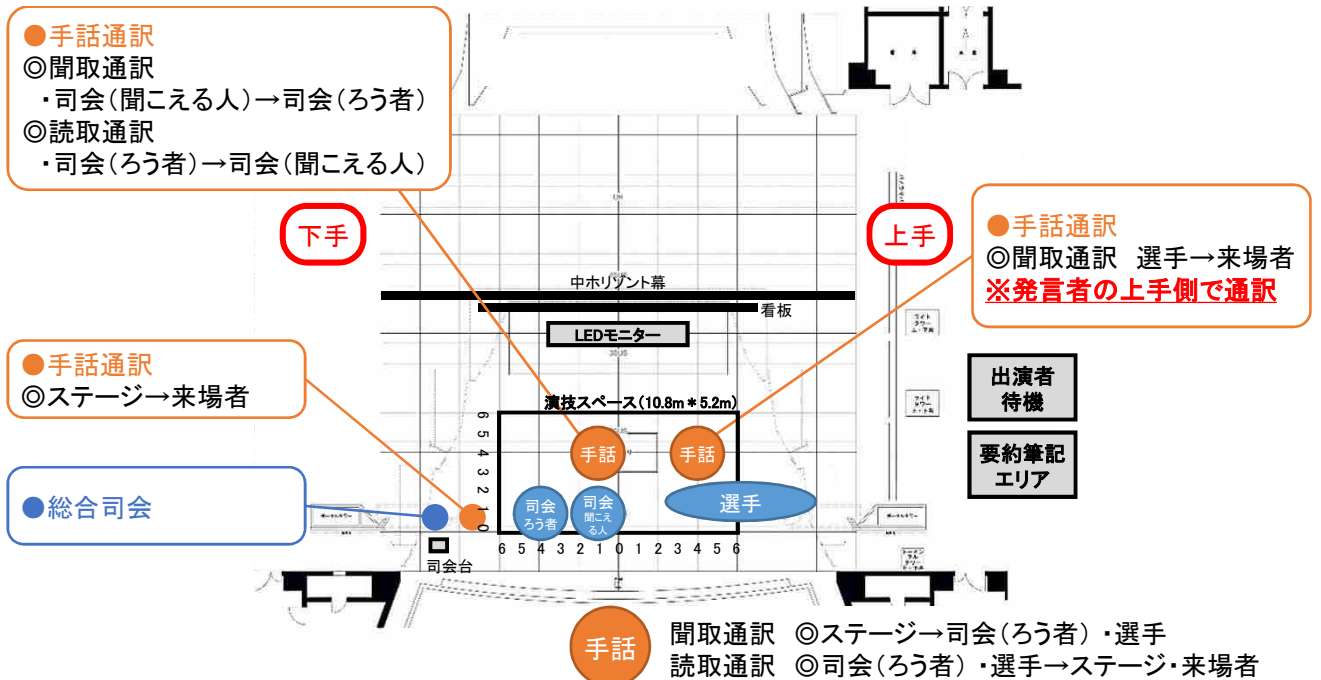 ●手話通訳
◎聞取通訳
・司会(聞こえる人)→司会(ろう者)
◎読取通訳
・司会(ろう者)→司会(聞こえる人)
下手
上手
●手話通訳
◎聞取通訳 選手→来場者
※発言者の上手側で通訳
中ホリゾント幕
看板
LEDモニター
●手話通訳
◎ステージ→来場者
出演者
待機
演技スペース(10.8m*5.2m)
6
5
4
3
2
1
0
手話
手話
要約筆記
エリア
●総合司会
司会
ろう者
司会
聞こえ
る人
選手
6 5 4 3 2 1 0 1 2 3 4 5 6
司会台
手話
聞取通訳 ◎ステージ→司会(ろう者)・選手
読取通訳 ◎司会(ろう者)・選手→ステージ・来場者